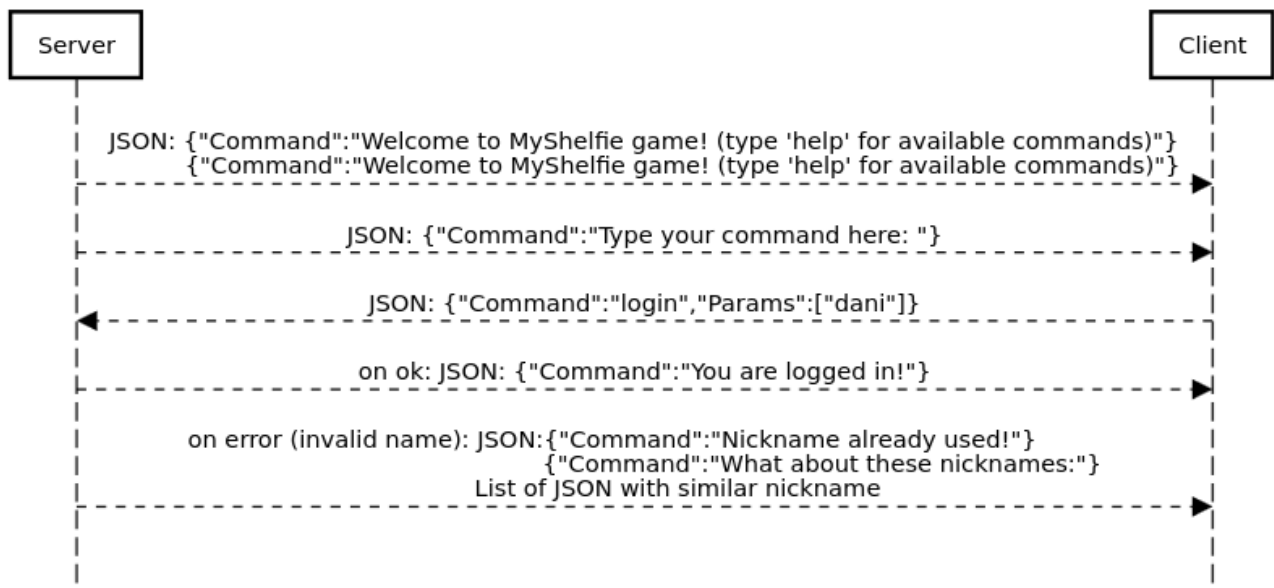 Server
Client
JSON: {"Command":"Welcome to MyShelfie game! (type 'help' for available commands)"}
{"Command":"Welcome to MyShelfie game! (type 'help' for available commands)"}
JSON: {"Command":"Type your command here: "}
JSON: {"Command":"login","Params":["dani"]}
on ok: JSON: {"Command":"You are logged in!"}
on error (invalid name): JSON:{"Command":"Nickname already used!"}
{"Command":"What about these nicknames:"}
List of JSON with similar nickname